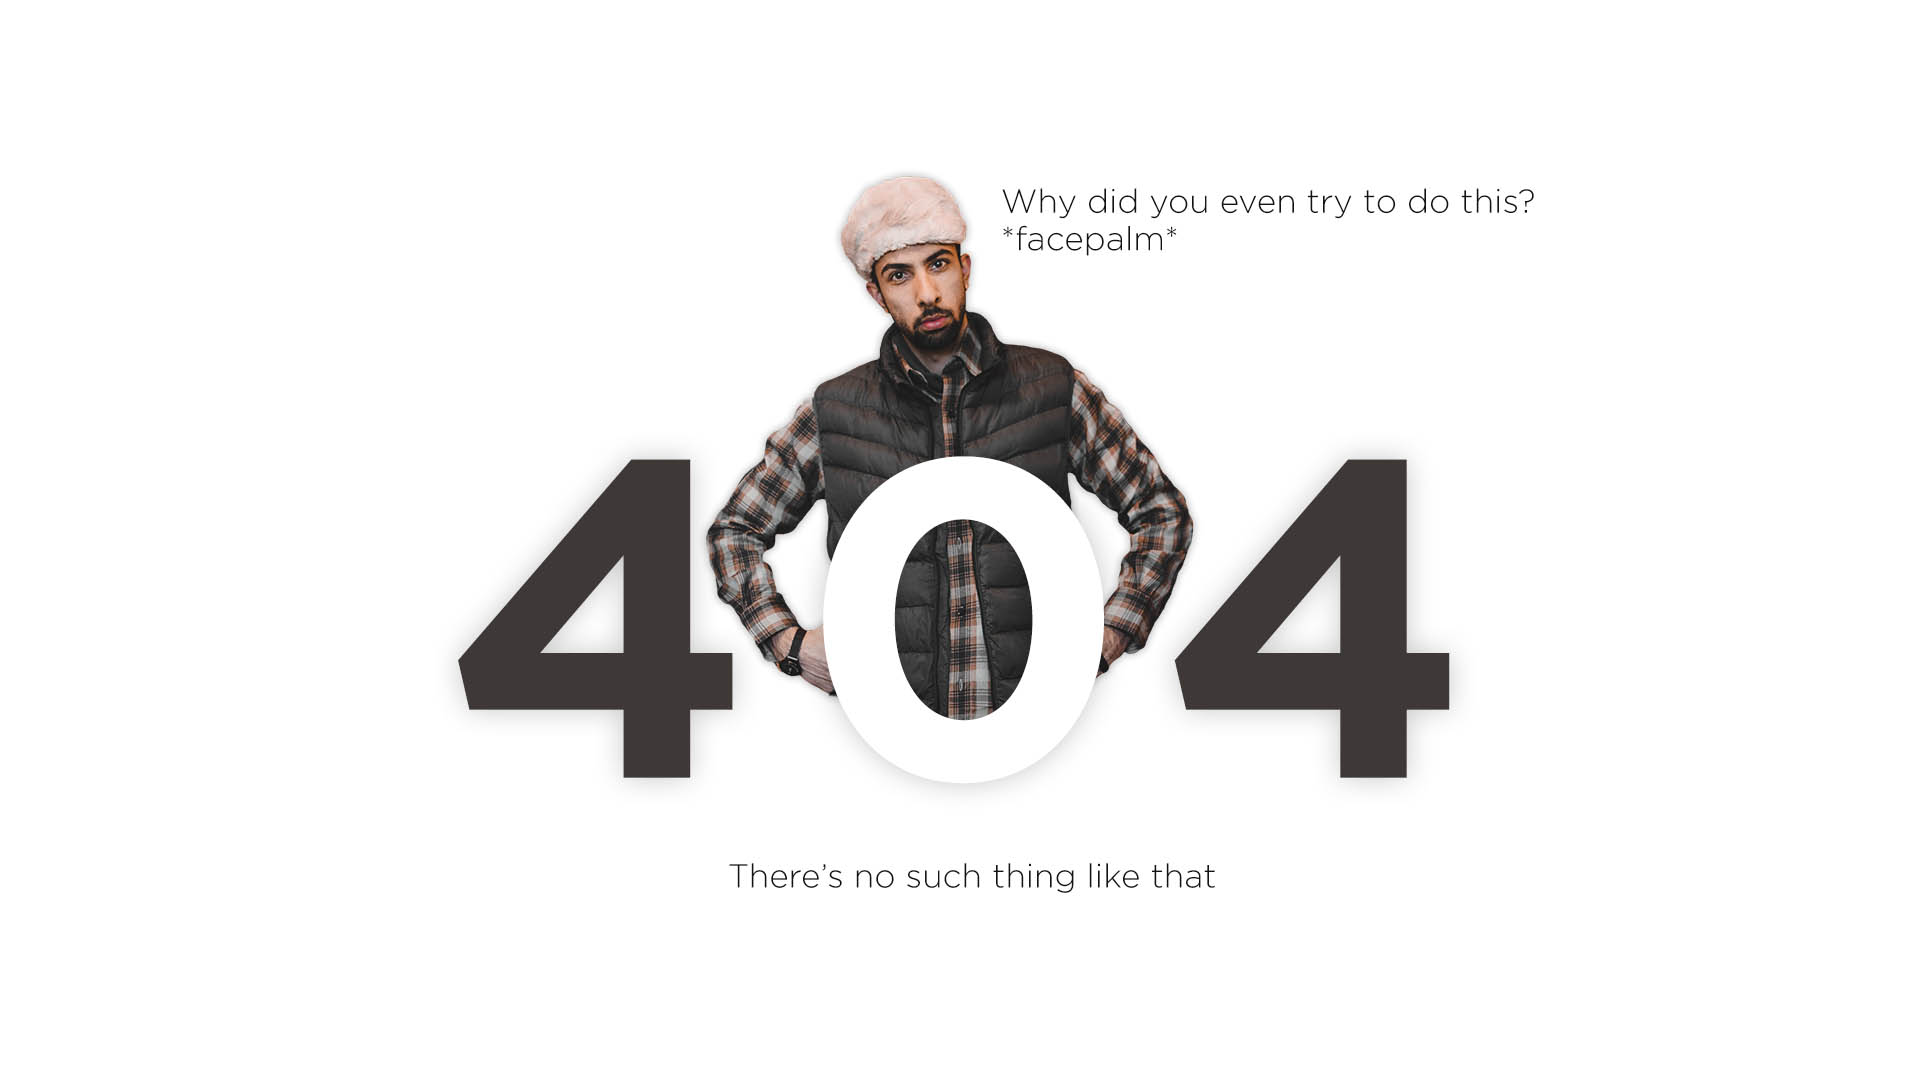 Why did you even try to do this?
*facepalm*
404
There’s no such thing like that